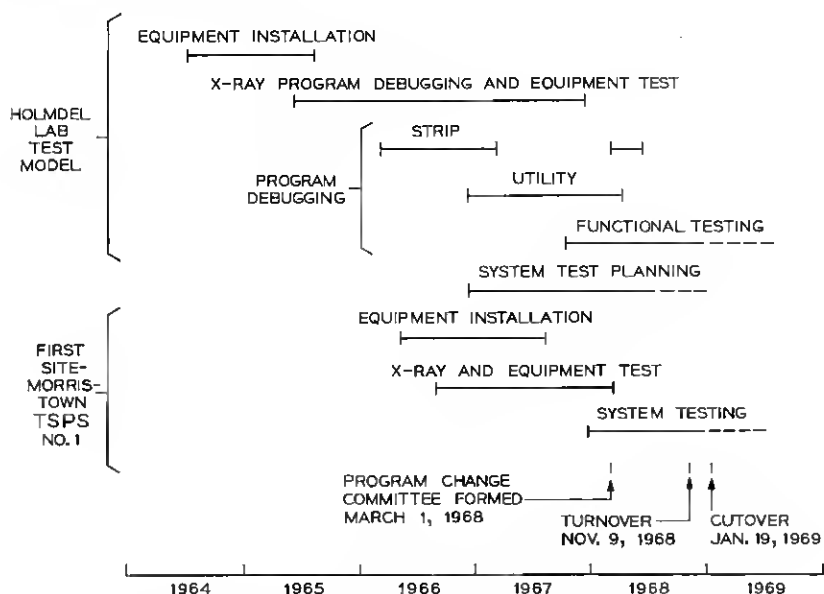 EQUIPMENT INSTALLATION
X-RAY PROGRAM DEBUGGING AND EQUIPMENT TEST
HOLMDEL
LAB
TEST
MODEL
STRIP
PROGRAM
DEBUGGING
UTILITY
FUNCTIONAL TESTING
SYSTEM TEST PLANNING
EQUIPMENT INSTALLATION
FIRST
SITE-
MORRIS-
TOWN
TSPS
NO. 1
X-RAY AND EQUIPMENT TEST
SYSTEM TESTING
PROGRAM CHANGE
COMMITTEE FORMED
MARCH 1, 1968
TURNOVER
NOV. 9, 1968
CUTOVER
JAN. 19, 1969
1964 1965 1966 1967 1968 1969